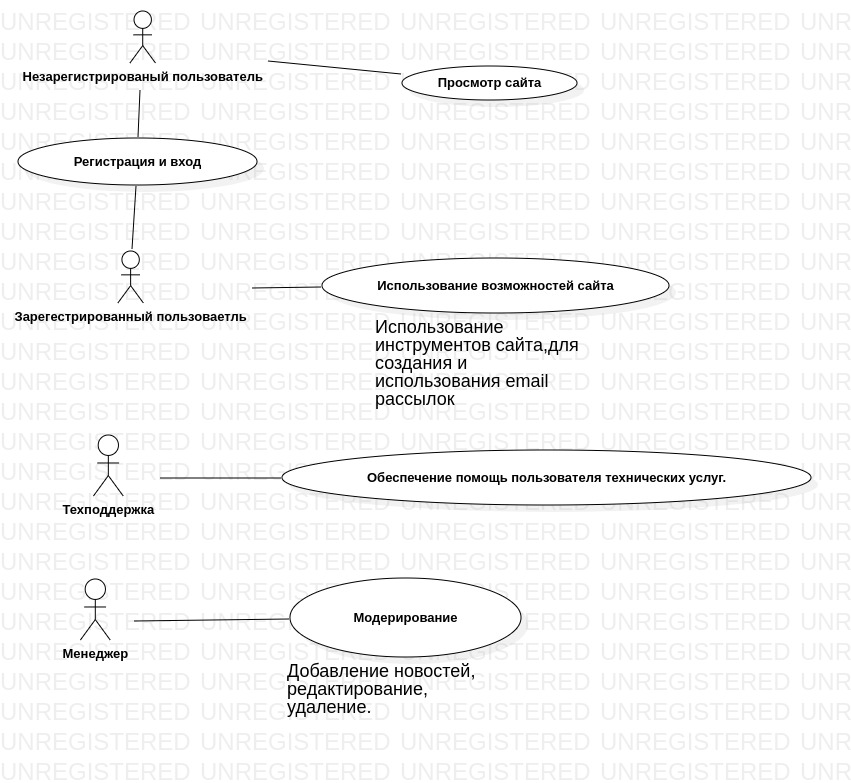 Незарегистрированый пользователь
Просмотр сайта
Регистрация и вход
Зарегестрированный пользоваетль
Использование возможностей сайта
Использование
инструментов сайта,для
создания и
использования email
рассылок
Техподдержка
Обеспечение помощь пользователя технических услуг.
Менеджер
Модерирование
Добавление новостей,
редактирование,
удаление.
UNREGISTERED